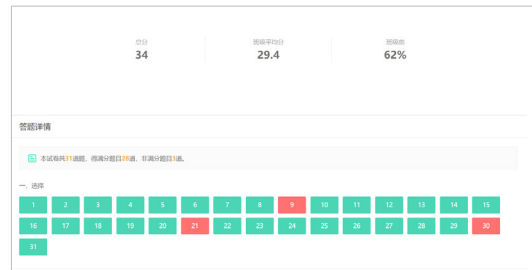 总分 班级平均分 班级前
34 29.4 62%
答题详情
本试卷共31道题，得满分题目28道，非满分题目3道。
一、选择
1 2 3 4 5 6 7 8 9 10 11 12 13 14 15
16 17 18 19 20 21 22 23 24 25 26 27 28 29 30
31